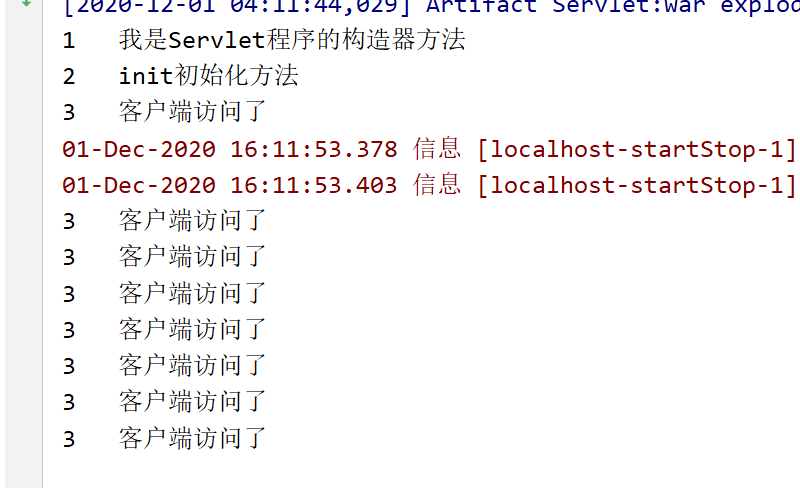 [2020-12-01 04:11:44,029] Artifact Servlet:war explod
1 我是Servlet程序的构造器方法
2 init初始化方法
3 客户端访问了
01-Dec-2020 16:11:53.378 信息 [localhost-startStop-1]
01-Dec-2020 16:11:53.403 信息 [localhost-startStop-1]
3 客户端访问了
3 客户端访问了
3 客户端访问了
3 客户端访问了
3 客户端访问了
3 客户端访问了
3 客户端访问了